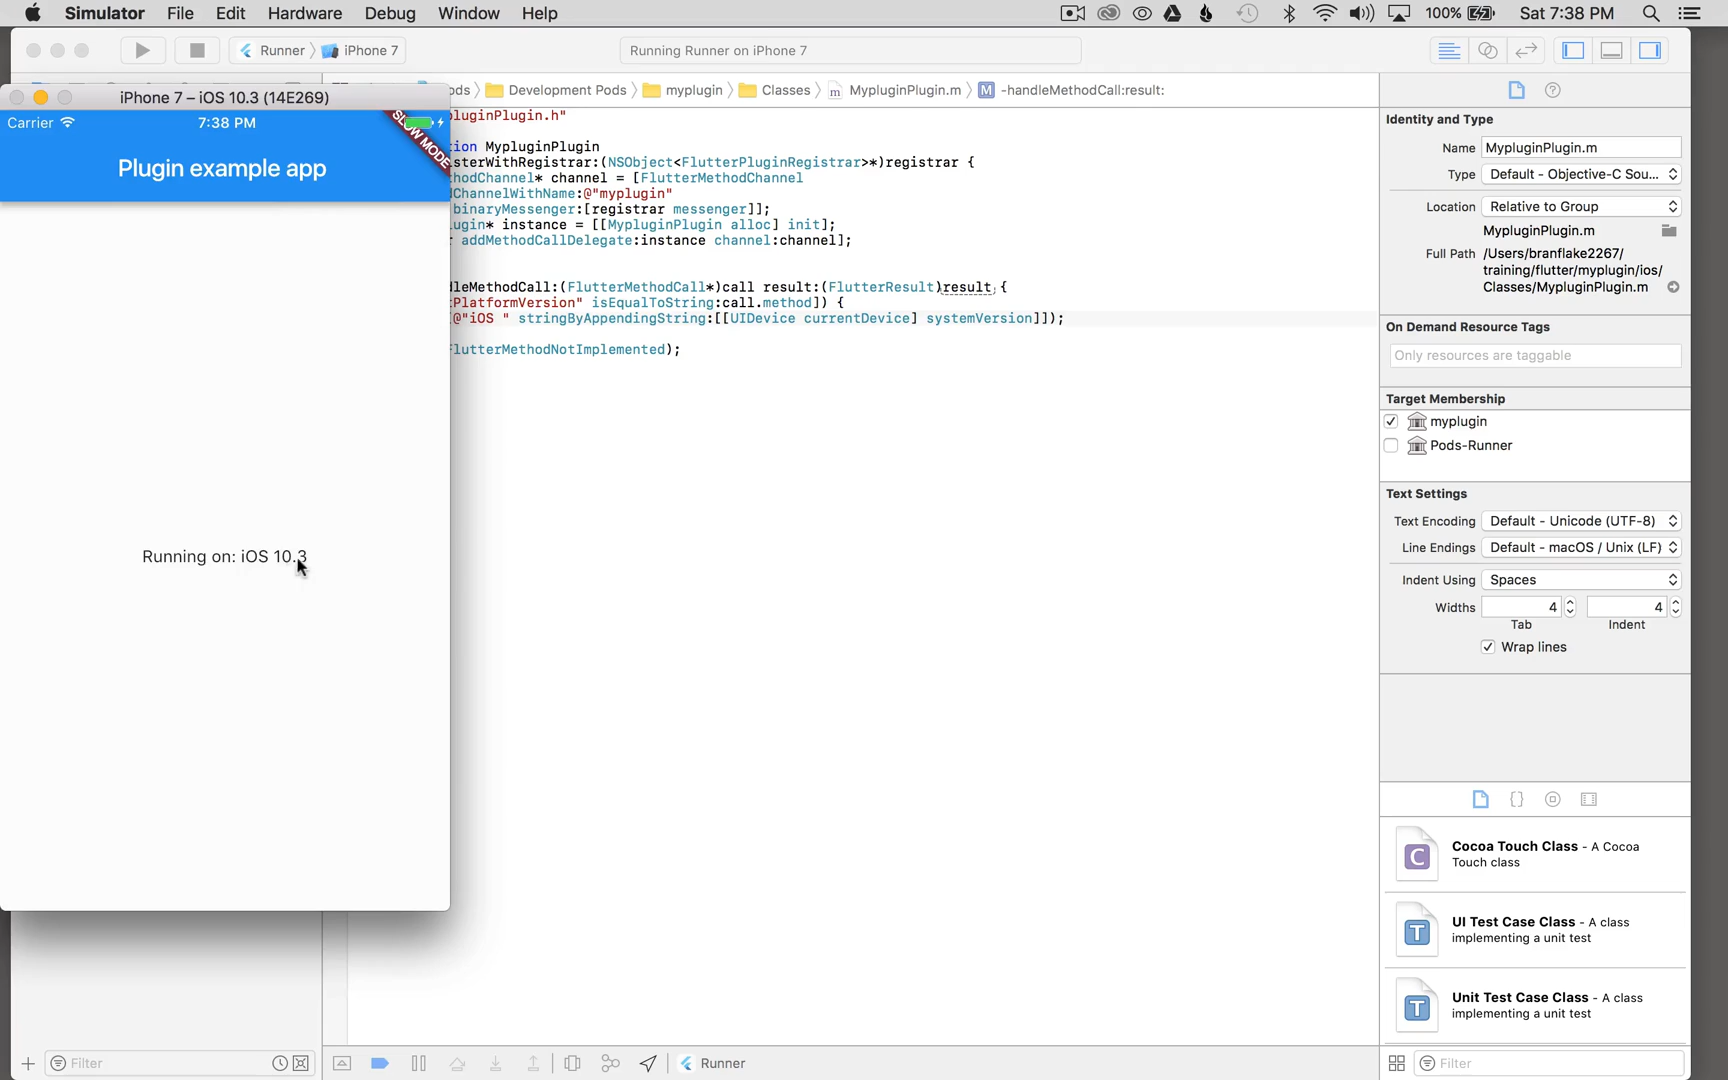 Simulator File Edit Hardware Debug Window Help 100% Sat 7:38 PM
Runner iPhone 7 Running Runner on iPhone 7
Development Pods myplugin Classes m MypluginPlugin.m M -handleMethodCall:result:
iPhone 7 – iOS 10.3 (14E269)
Carrier 7:38 PM
SLOW MODE
Plugin example app
Running on: iOS 10.3
luginPlugin.h"
MypluginPlugin
sterWithRegistrar:(NSObject<FlutterPluginRegistrar>*)registrar {
hodChannel* channel = [FlutterMethodChannel
dChannelWithName:@"myplugin"
binaryMessenger:[registrar messenger]];
ugin* instance = [[MypluginPlugin alloc] init];
addMethodCallDelegate:instance channel:channel];
dleMethodCall:(FlutterMethodCall*)call result:(FlutterResult)result {
tPlatformVersion" isEqualToString:call.method]) {
@"iOS " stringByAppendingString:[[UIDevice currentDevice] systemVersion]]);
FlutterMethodNotImplemented);
Identity and Type
Name MypluginPlugin.m
Type Default - Objective-C Sou...
Location Relative to Group
MypluginPlugin.m
Full Path /Users/branflake2267/
training/flutter/myplugin/ios/
Classes/MypluginPlugin.m
On Demand Resource Tags
Only resources are taggable
Target Membership
myplugin
Pods-Runner
Text Settings
Text Encoding Default - Unicode (UTF-8)
Line Endings Default - macOS / Unix (LF)
Indent Using Spaces
Widths 4 4
Tab Indent
Wrap lines
C Cocoa Touch Class - A Cocoa
Touch class
T UI Test Case Class - A class
implementing a unit test
T Unit Test Case Class - A class
implementing a unit test
Filter Runner Filter